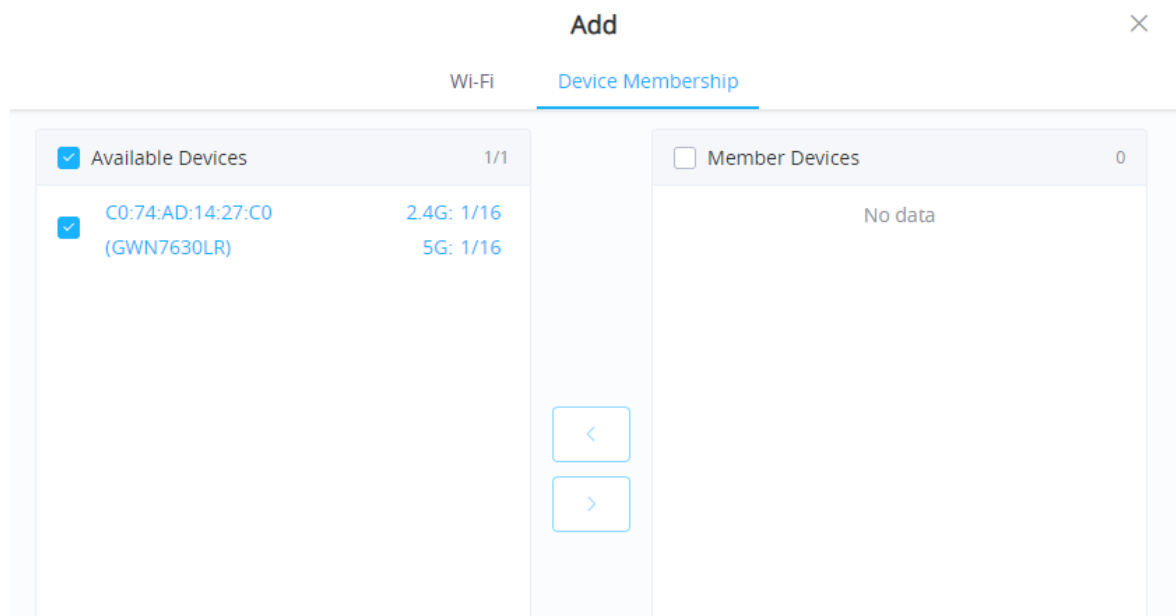 Add
Wi-Fi
Device Membership
Available Devices
1/1
C0:74:AD:14:27:C0
2.4G: 1/16
(GWN7630LR)
5G: 1/16
Member Devices
0
No data